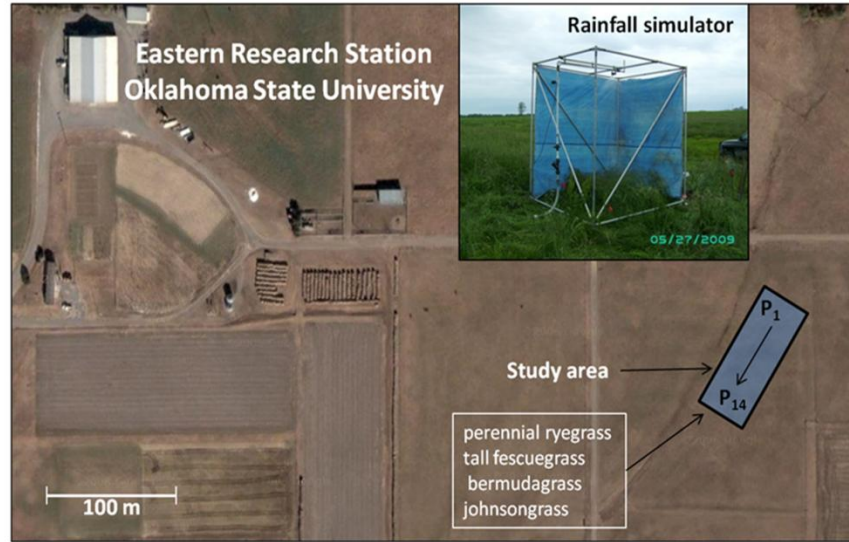 Eastern Research Station
Oklahoma State University
Rainfall simulator
05/27/2009
P₁
Study area
P₁₄
perennial ryegrass
tall fescuegrass
bermudagrass
johnsongrass
100 m